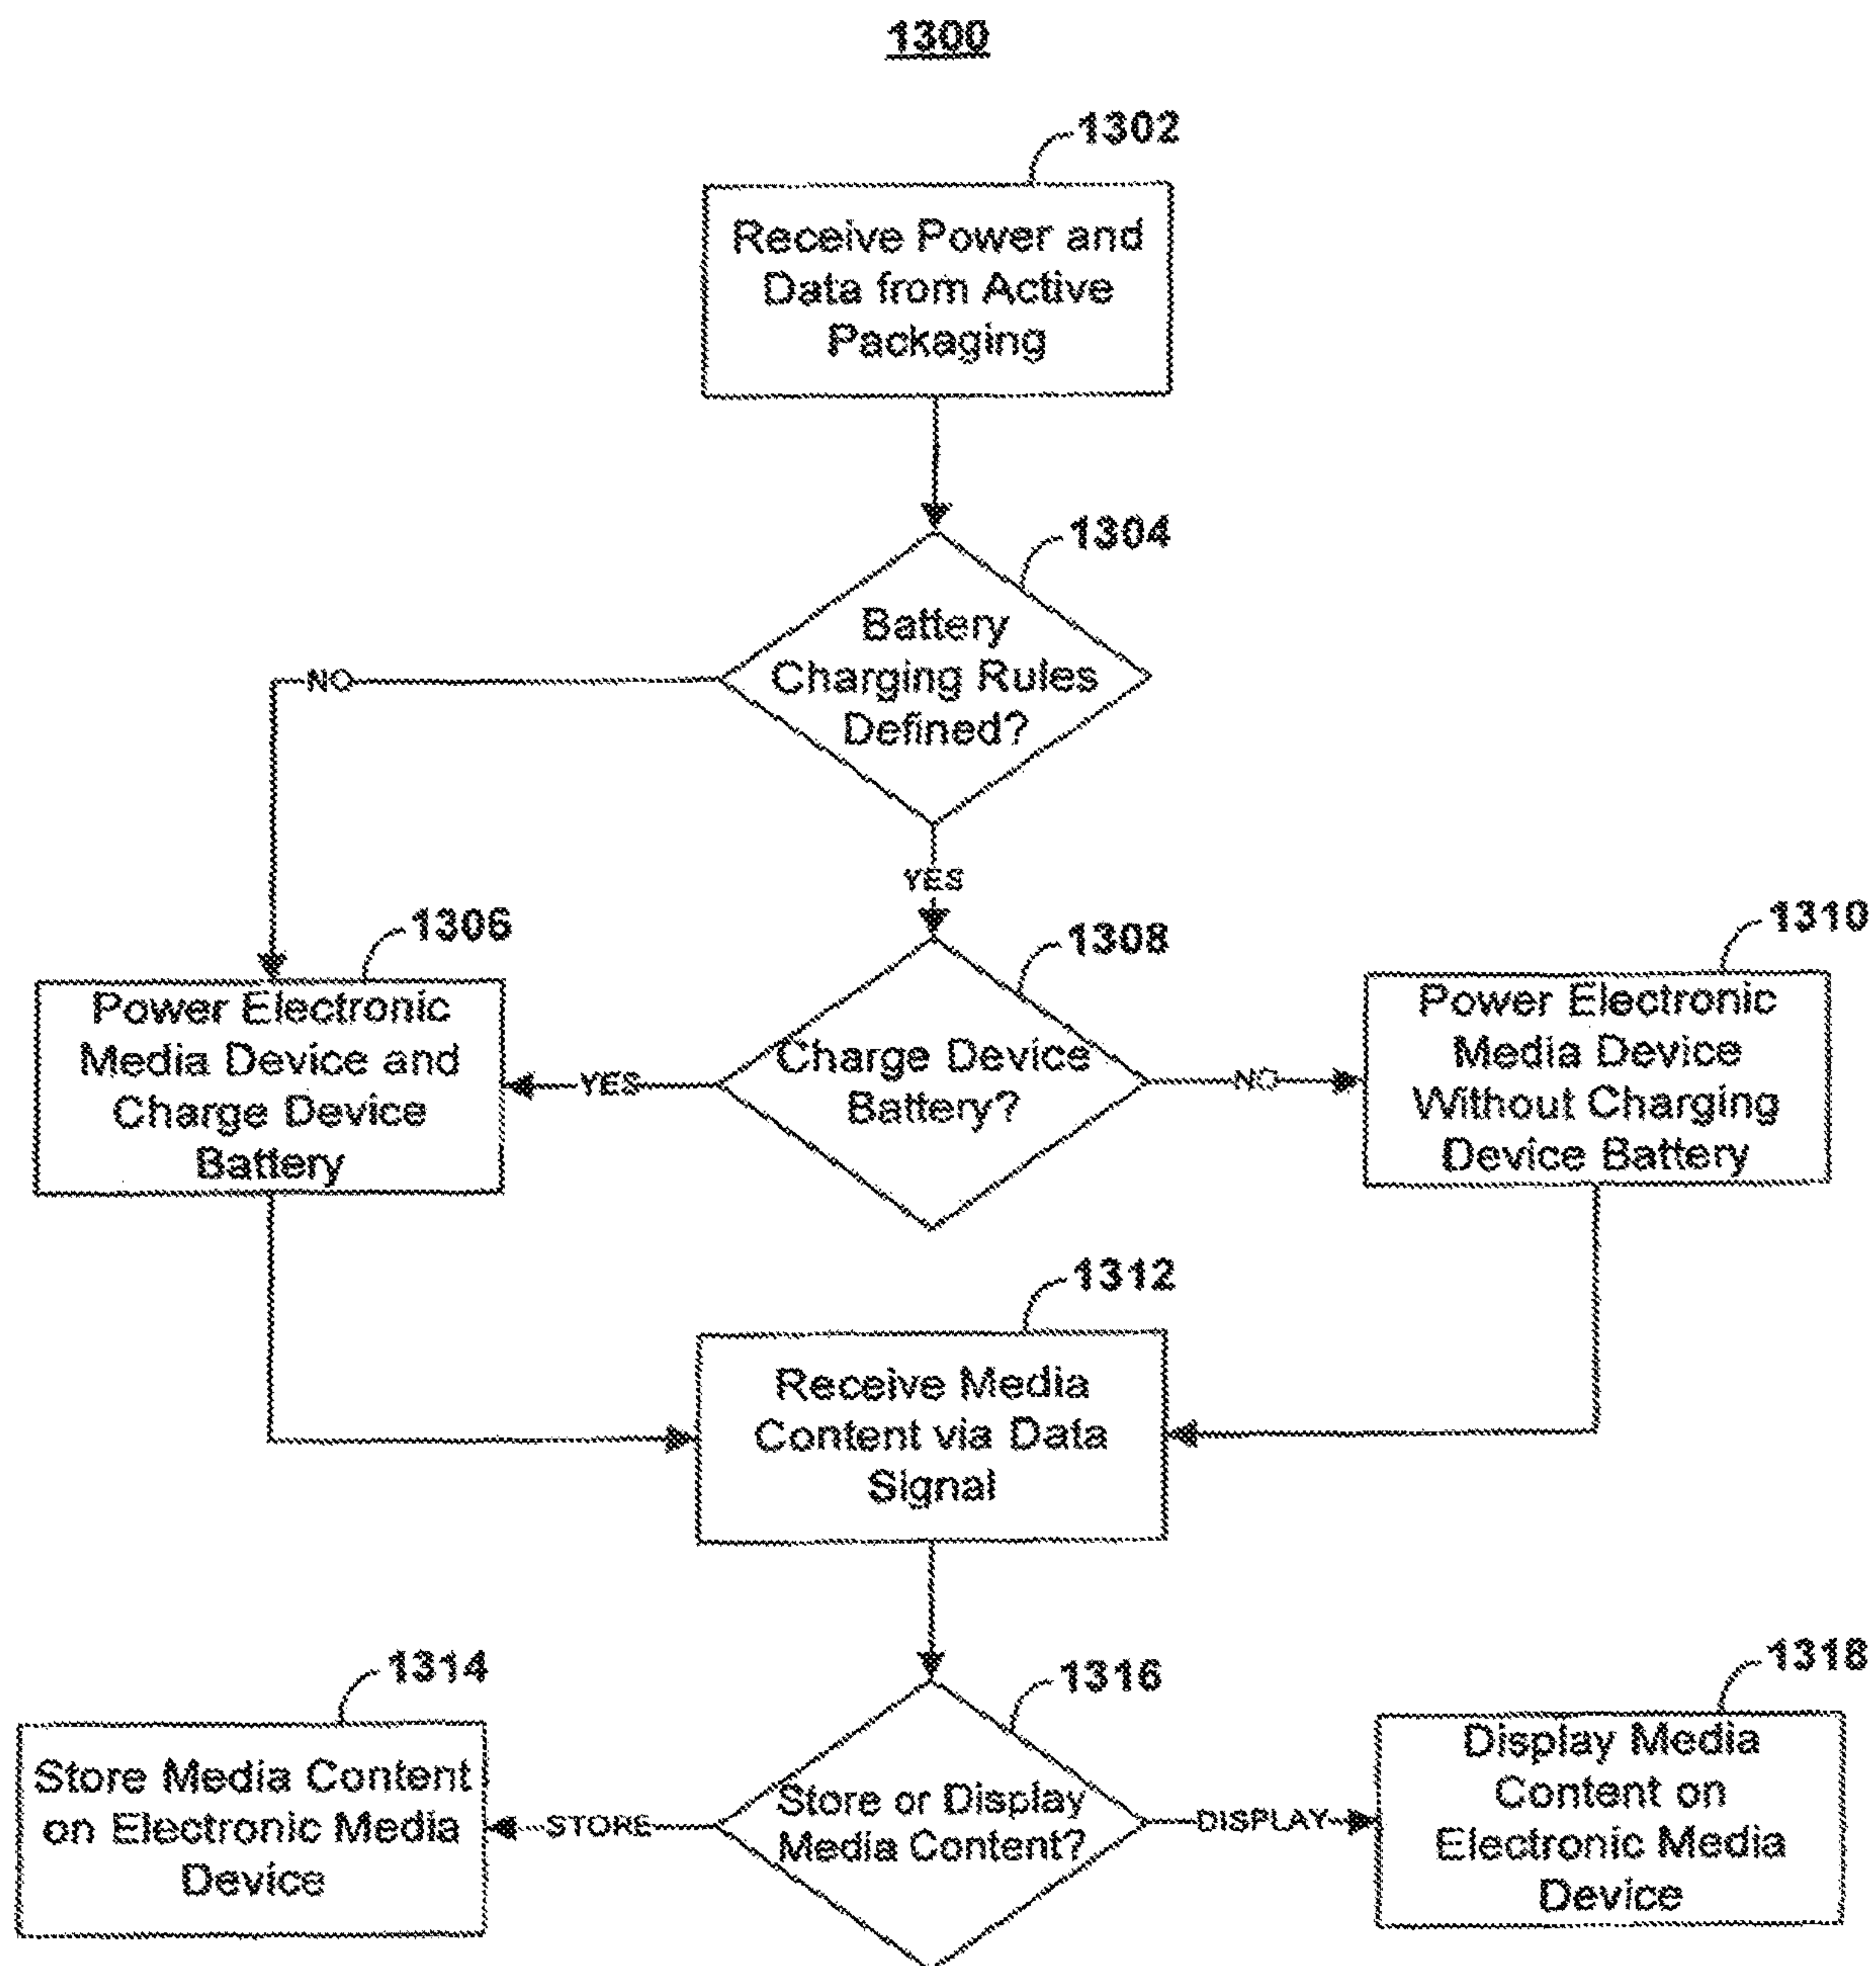 1300
1302
Receive Power and
Data from Active
Packaging
1304
Battery
Charging Rules
Defined?
NO
YES
1306
Power Electronic
Media Device and
Charge Device
Battery
1308
Charge Device
Battery?
YES
NO
1310
Power Electronic
Media Device
Without Charging
Device Battery
1312
Receive Media
Content via Data
Signal
1314
Store Media Content
on Electronic Media
Device
1316
Store or Display
Media Content?
STORE
DISPLAY
1318
Display Media
Content on
Electronic Media
Device